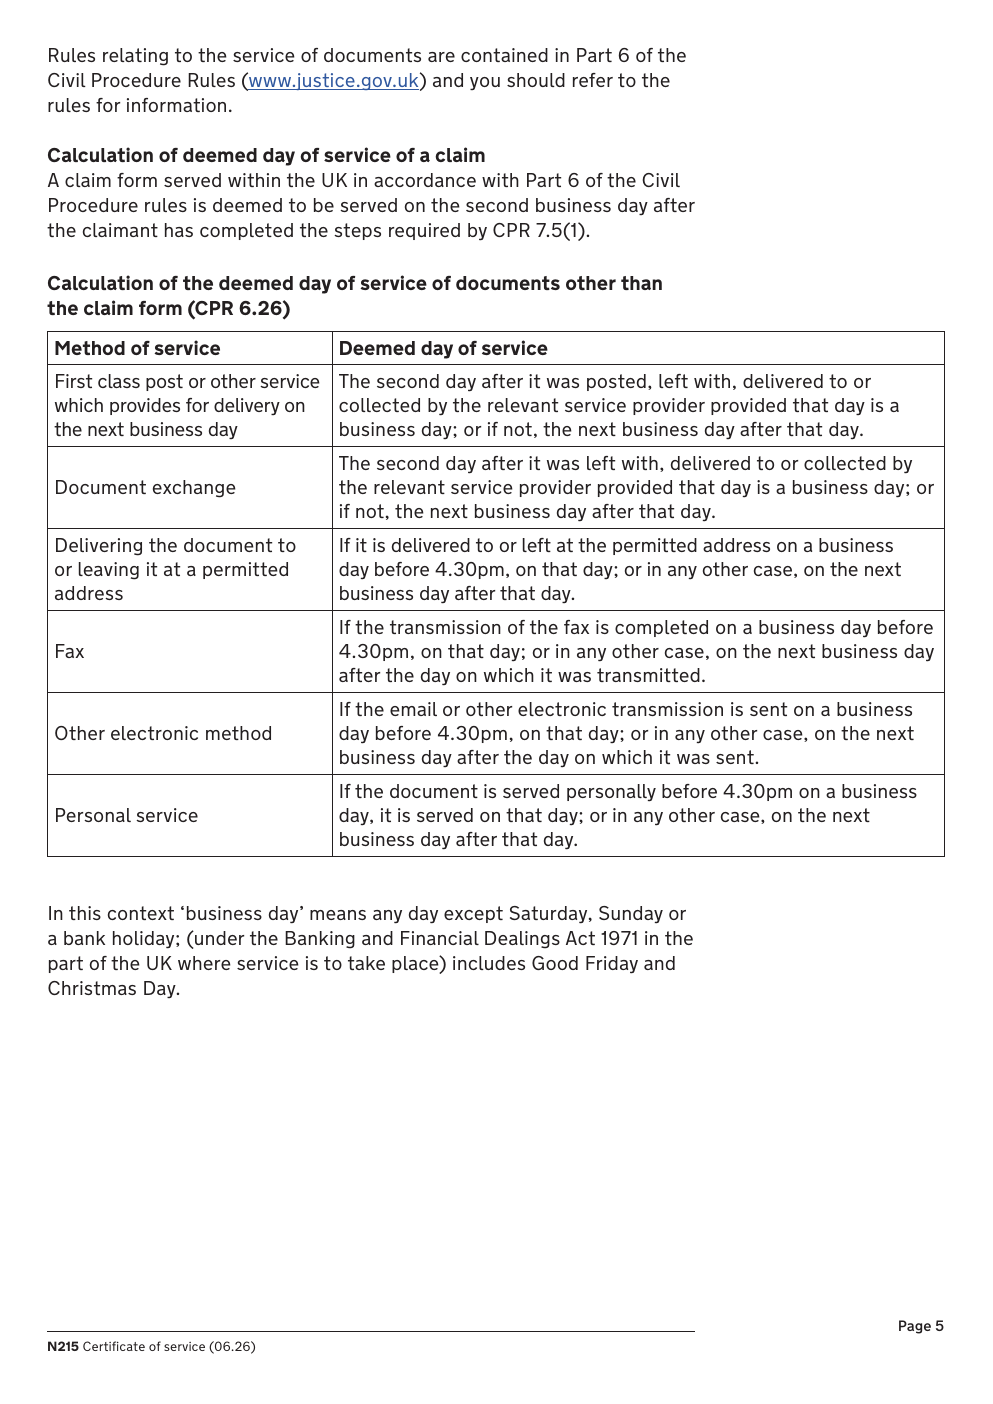 Rules relating to the service of documents are contained in Part 6 of the
Civil Procedure Rules (www.justice.gov.uk) and you should refer to the
rules for information.
Calculation of deemed day of service of a claim
A claim form served within the UK in accordance with Part 6 of the Civil
Procedure rules is deemed to be served on the second business day after
the claimant has completed the steps required by CPR 7.5(1).
Calculation of the deemed day of service of documents other than
the claim form (CPR 6.26)
Method of service
Deemed day of service
First class post or other service
which provides for delivery on
the next business day
The second day after it was posted, left with, delivered to or
collected by the relevant service provider provided that day is a
business day; or if not, the next business day after that day.
Document exchange
The second day after it was left with, delivered to or collected by
the relevant service provider provided that day is a business day; or
if not, the next business day after that day.
Delivering the document to
or leaving it at a permitted
address
If it is delivered to or left at the permitted address on a business
day before 4.30pm, on that day; or in any other case, on the next
business day after that day.
Fax
If the transmission of the fax is completed on a business day before
4.30pm, on that day; or in any other case, on the next business day
after the day on which it was transmitted.
Other electronic method
If the email or other electronic transmission is sent on a business
day before 4.30pm, on that day; or in any other case, on the next
business day after the day on which it was sent.
Personal service
If the document is served personally before 4.30pm on a business
day, it is served on that day; or in any other case, on the next
business day after that day.
In this context ‘business day’ means any day except Saturday, Sunday or
a bank holiday; (under the Banking and Financial Dealings Act 1971 in the
part of the UK where service is to take place) includes Good Friday and
Christmas Day.
Page 5
N215 Certificate of service (06.26)